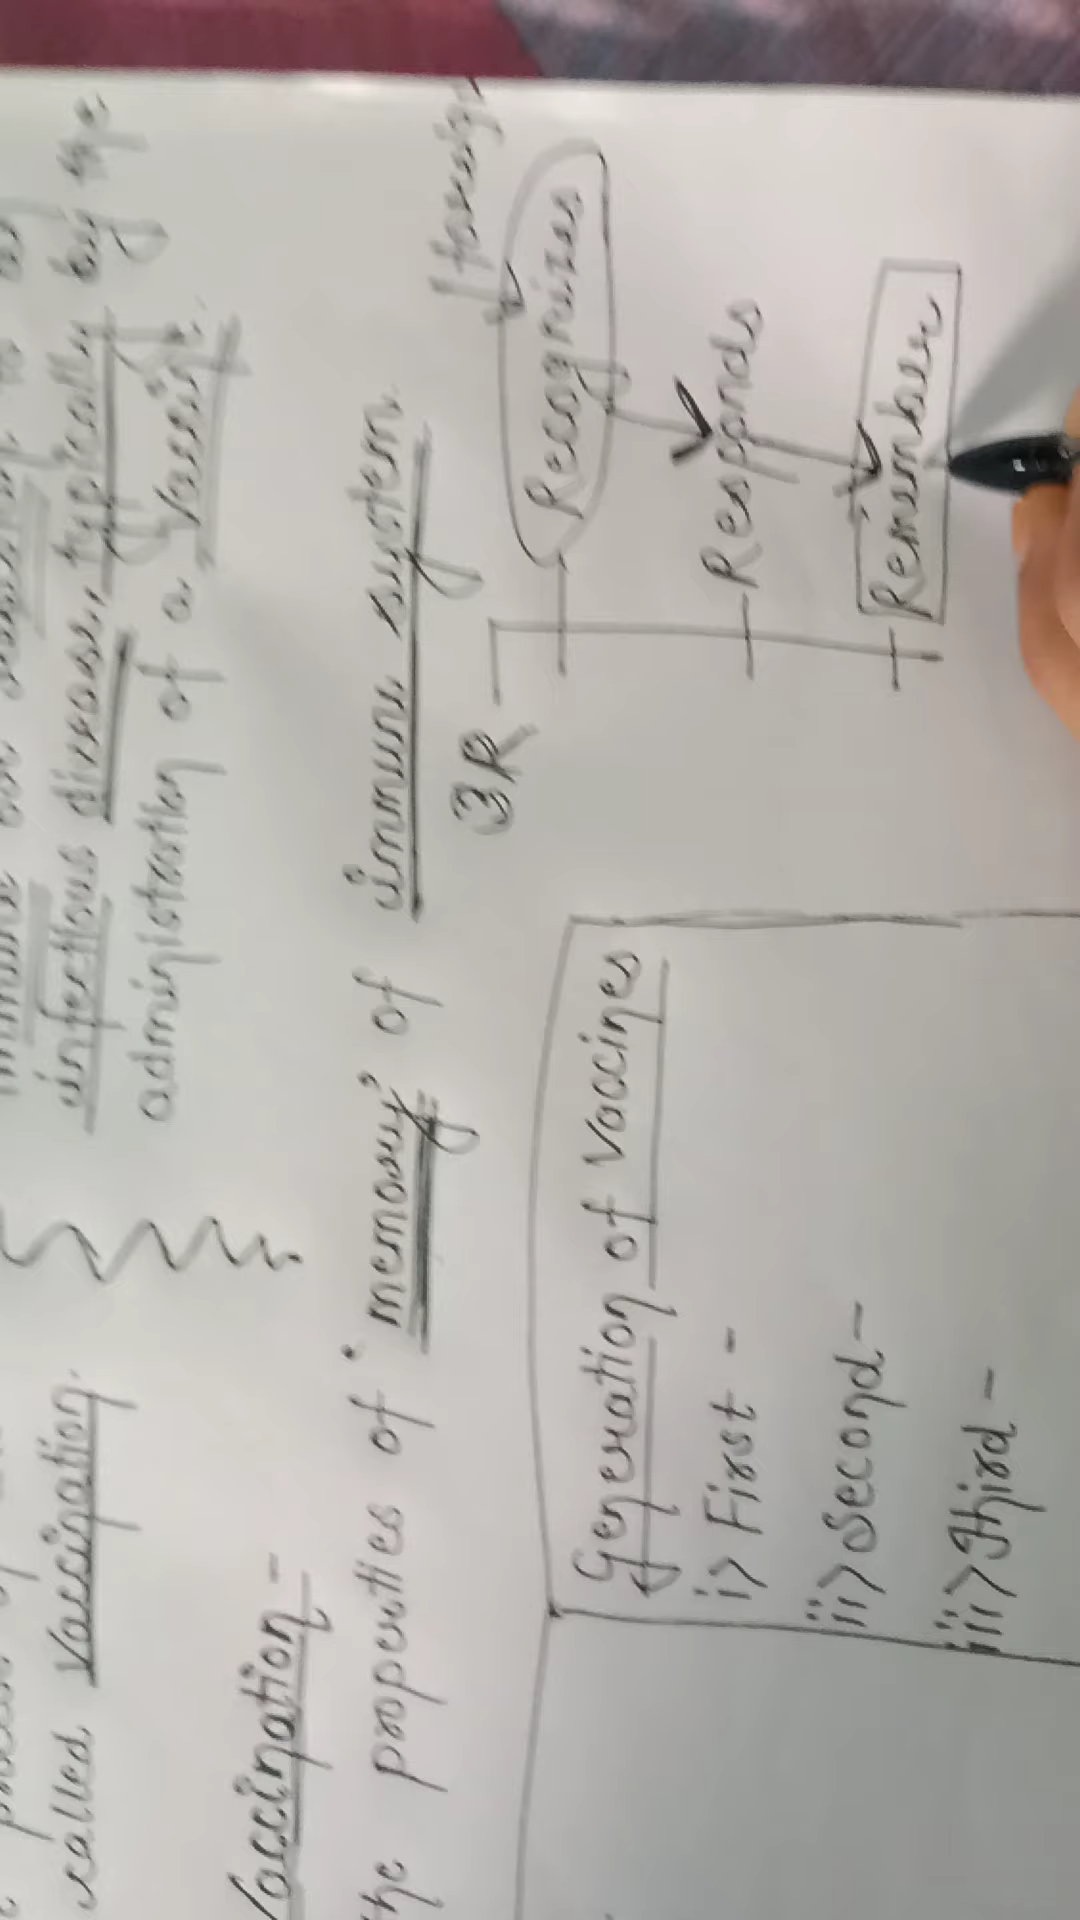 infectious disease, typically by the
administration of a vaccine.
called vaccination.
Vaccination -
the properties of 'memory' of immune system
3R
foreign
Recognizes
Responds
Remember
Generation of Vaccines
i> First -
ii> Second -
iii> Third -